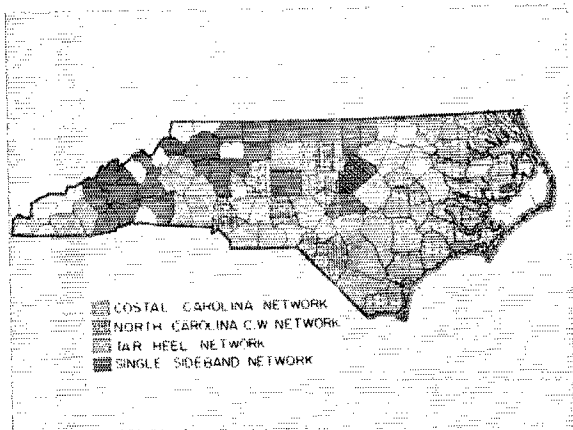 COSTAL CAROLINA NETWORK
NORTH CAROLINA C.W NETWORK
TAR HEEL NETWORK
SINGLE SIDEBAND NETWORK